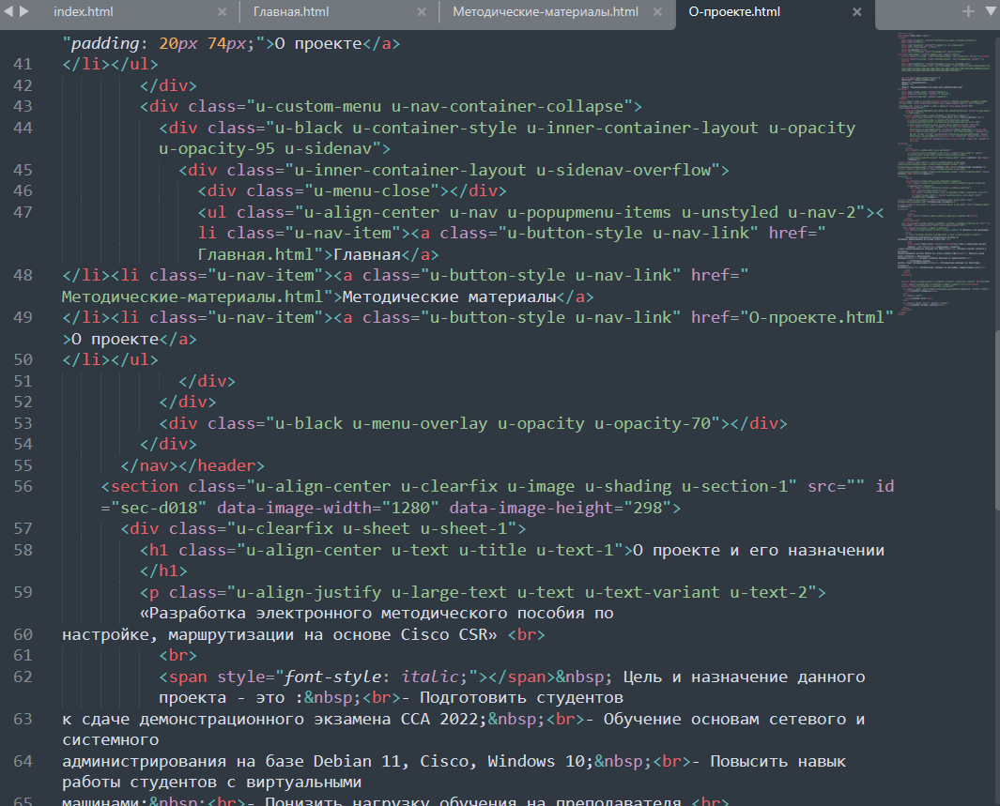 index.html × Главная.html × Методические-материалы.html × О-проекте.html × +
"padding: 20px 74px;">О проекте</a>
41 </li></ul>
42 </div>
43 <div class="u-custom-menu u-nav-container-collapse">
44 <div class="u-black u-container-style u-inner-container-layout u-opacity
u-opacity-95 u-sidenav">
45 <div class="u-inner-container-layout u-sidenav-overflow">
46 <div class="u-menu-close"></div>
47 <ul class="u-align-center u-nav u-popupmenu-items u-unstyled u-nav-2"><
li class="u-nav-item"><a class="u-button-style u-nav-link" href="
Главная.html">Главная</a>
48 </li><li class="u-nav-item"><a class="u-button-style u-nav-link" href="
Методические-материалы.html">Методические материалы</a>
49 </li><li class="u-nav-item"><a class="u-button-style u-nav-link" href="О-проекте.html"
>О проекте</a>
50 </li></ul>
51 </div>
52 </div>
53 <div class="u-black u-menu-overlay u-opacity u-opacity-70"></div>
54 </div>
55 </nav></header>
56 <section class="u-align-center u-clearfix u-image u-shading u-section-1" src="" id
="sec-d018" data-image-width="1280" data-image-height="298">
57 <div class="u-clearfix u-sheet u-sheet-1">
58 <h1 class="u-align-center u-text u-title u-text-1">О проекте и его назначении
</h1>
59 <p class="u-align-justify u-large-text u-text u-text-variant u-text-2">
«Разработка электронного методического пособия по
60 настройке, маршрутизации на основе Cisco CSR» <br>
61 <br>
62 <span style="font-style: italic;"></span>&nbsp; Цель и назначение данного
проекта - это :&nbsp;<br>- Подготовить студентов
63 к сдаче демонстрационного экзамена ССА 2022;&nbsp;<br>- Обучение основам сетевого и
системного
64 администрирования на базе Debian 11, Cisco, Windows 10;&nbsp;<br>- Повысить навык
работы студентов с виртуальными
65 машинами;&nbsp;<br>- Понизить нагрузку обучения на преподавателя <br>